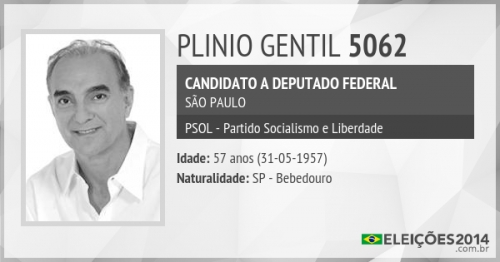 PLINIO GENTIL 5062
CANDIDATO A DEPUTADO FEDERAL
SÃO PAULO
PSOL - Partido Socialismo e Liberdade
Idade: 57 anos (31-05-1957)
Naturalidade: SP - Bebedouro
ELEIÇÕES2014
.com.br